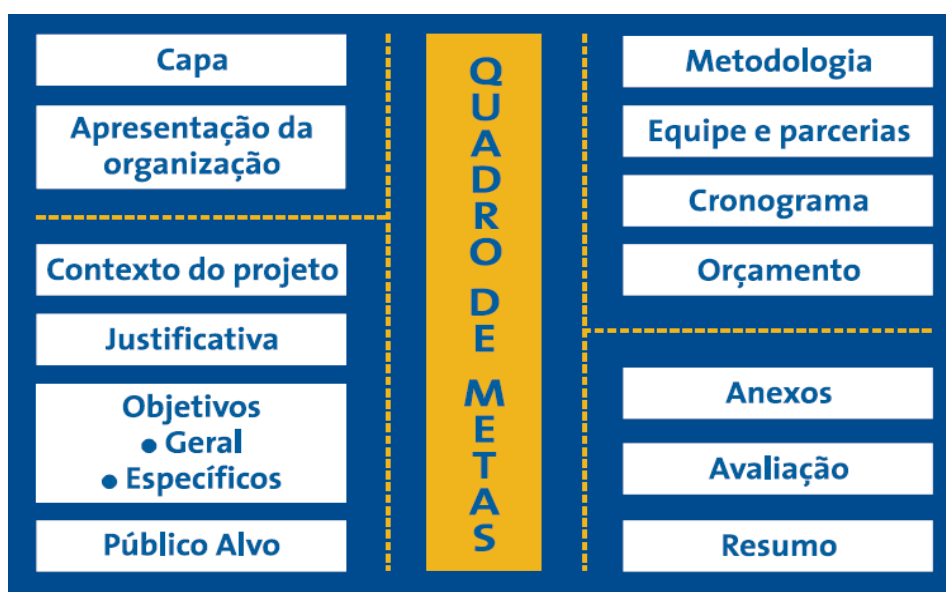 Capa
Apresentação da
organização
Contexto do projeto
Justificativa
Objetivos
● Geral
● Específicos
Público Alvo
QUADRO DE METAS
Metodologia
Equipe e parcerias
Cronograma
Orçamento
Anexos
Avaliação
Resumo